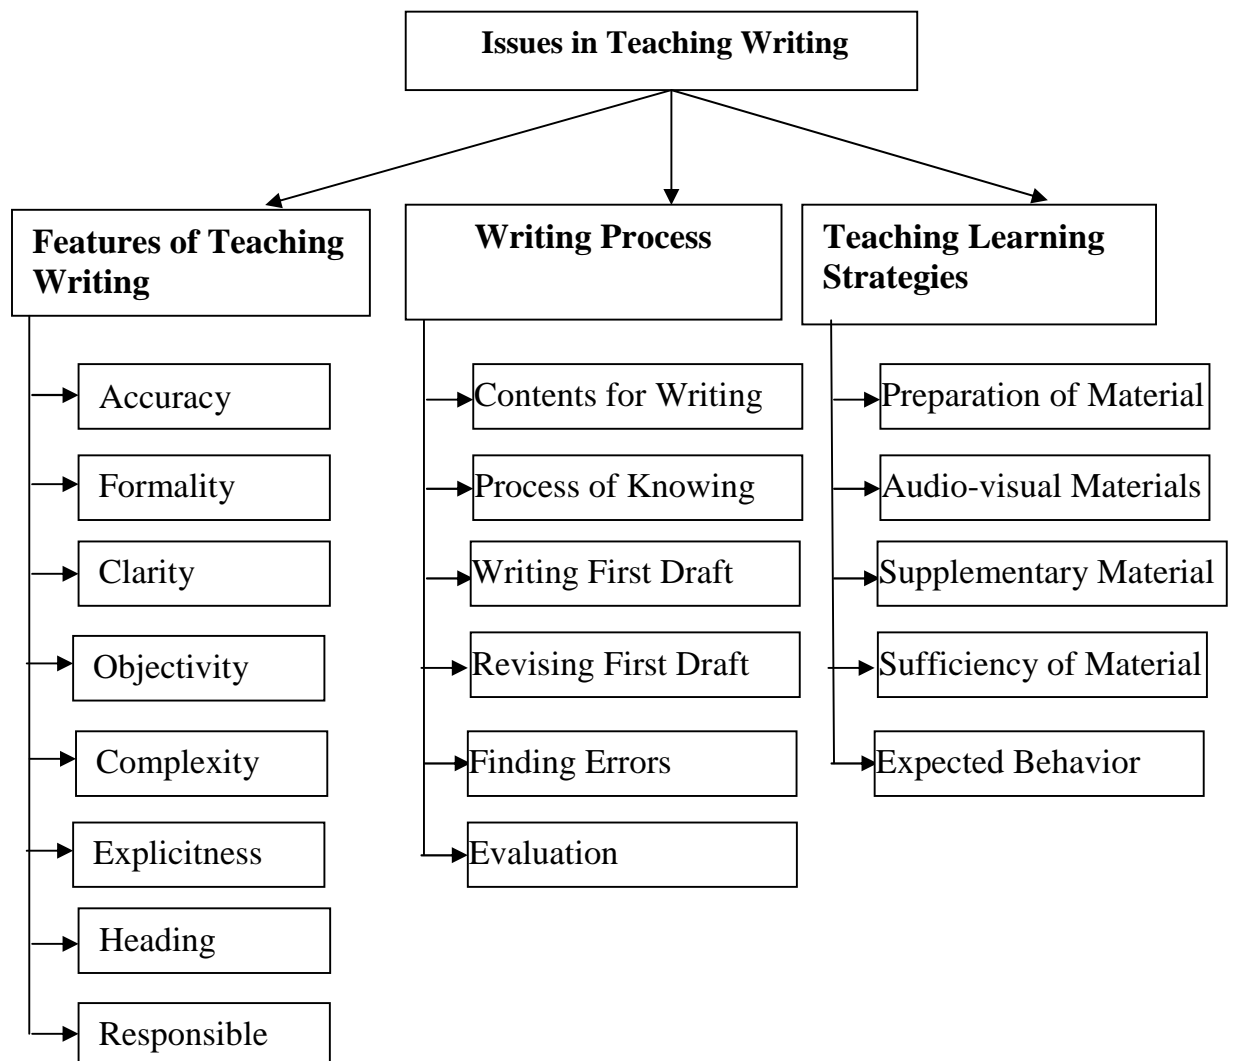 Issues in Teaching Writing
Features of Teaching
Writing
Accuracy
Formality
Clarity
Objectivity
Complexity
Explicitness
Heading
Responsible
Writing Process
Contents for Writing
Process of Knowing
Writing First Draft
Revising First Draft
Finding Errors
Evaluation
Teaching Learning
Strategies
Preparation of Material
Audio-visual Materials
Supplementary Material
Sufficiency of Material
Expected Behavior